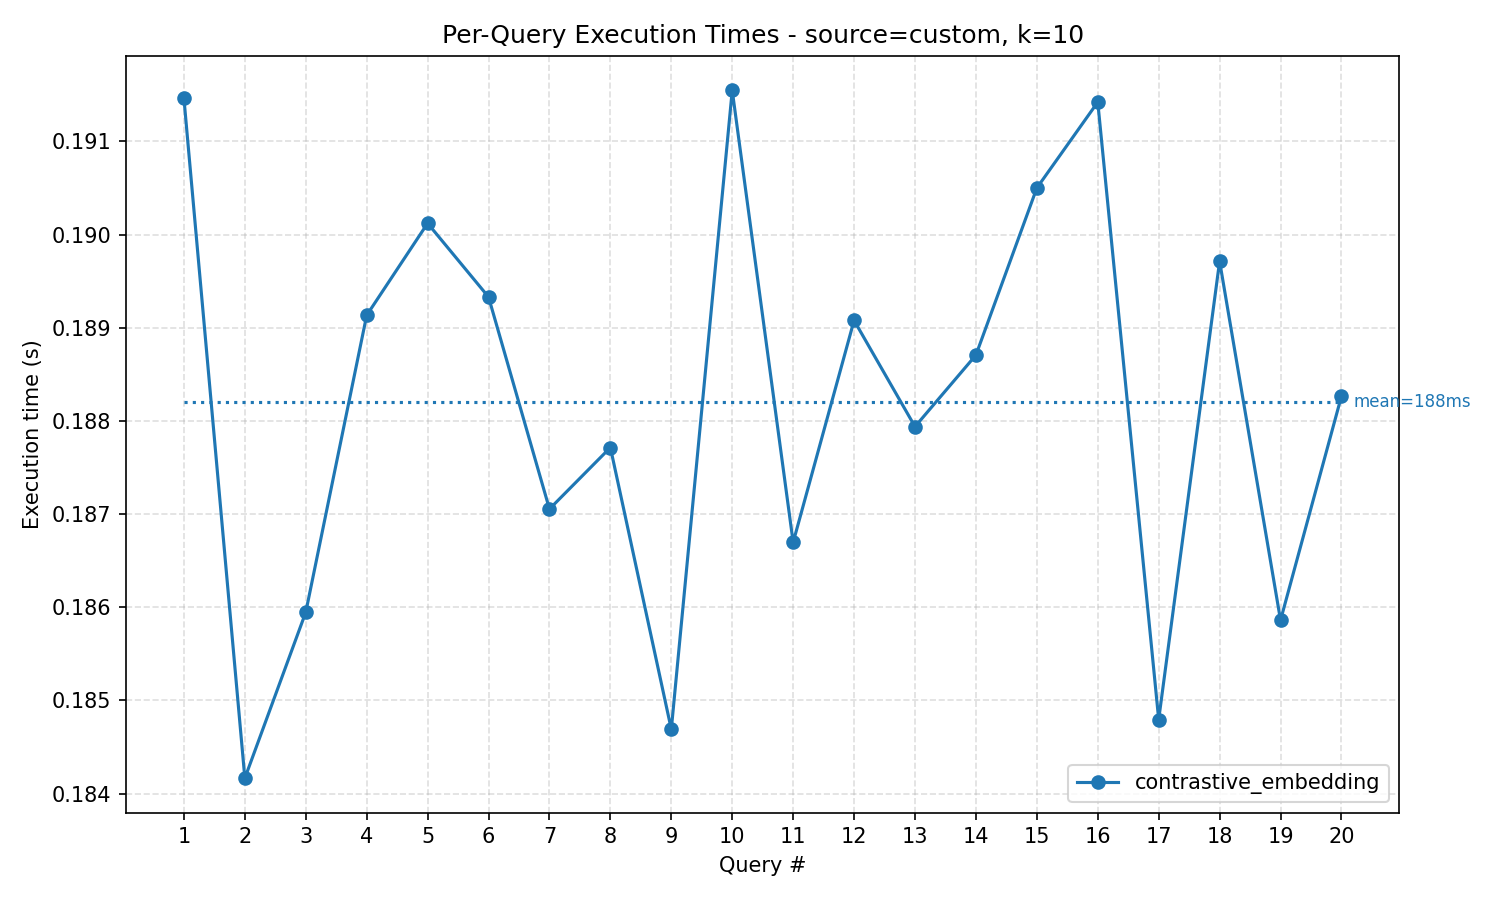 Per-Query Execution Times - source=custom, k=10
Execution time (s)
0.191
0.190
0.189
0.188
0.187
0.186
0.185
0.184
mean=188ms
contrastive_embedding
1 2 3 4 5 6 7 8 9 10 11 12 13 14 15 16 17 18 19 20
Query #